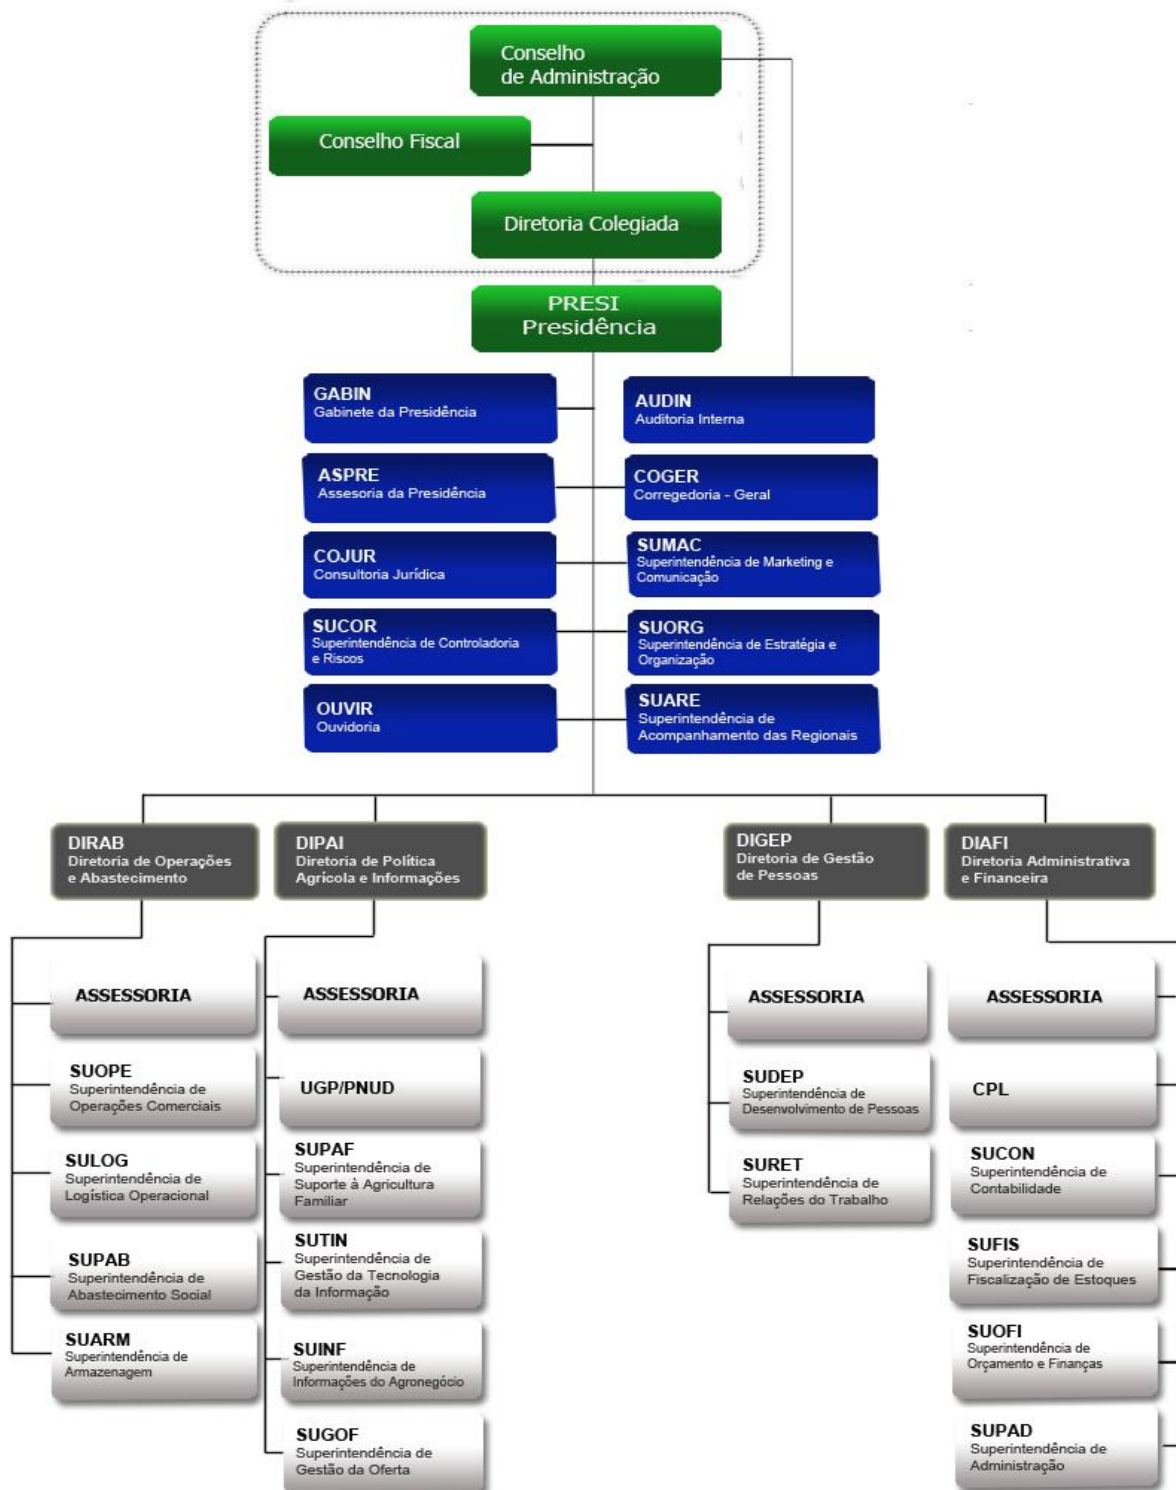 Conselho
de Administração
Conselho Fiscal
Diretoria Colegiada
PRESI
Presidência
GABIN
Gabinete da Presidência
AUDIN
Auditoria Interna
ASPRE
Assesoria da Presidência
COGER
Corregedoria - Geral
COJUR
Consultoria Jurídica
SUMAC
Superintendência de Marketing e
Comunicação
SUCOR
Superintendência de Controladoria
e Riscos
SUORG
Superintendência de Estratégia e
Organização
OUVIR
Ouvidoria
SUARE
Superintendência de
Acompanhamento das Regionais
DIRAB
Diretoria de Operações
e Abastecimento
DIPAI
Diretoria de Política
Agrícola e Informações
DIGEP
Diretoria de Gestão
de Pessoas
DIAFI
Diretoria Administrativa
e Financeira
ASSESSORIA
SUOPE
Superintendência de
Operações Comerciais
SULOG
Superintendência de
Logística Operacional
SUPAB
Superintendência de
Abastecimento Social
SUARM
Superintendência de
Armazenagem
ASSESSORIA
UGP/PNUD
SUPAF
Superintendência de
Suporte à Agricultura
Familiar
SUTIN
Superintendência de
Gestão da Tecnologia
da Informação
SUINF
Superintendência de
Informações do Agronegócio
SUGOF
Superintendência de
Gestão da Oferta
ASSESSORIA
SUDEP
Superintendência de
Desenvolvimento de Pessoas
SURET
Superintendência de
Relações do Trabalho
ASSESSORIA
CPL
SUCON
Superintendência de
Contabilidade
SUFIS
Superintendência de
Fiscalização de Estoques
SUOFI
Superintendência de
Orçamento e Finanças
SUPAD
Superintendência de
Administração